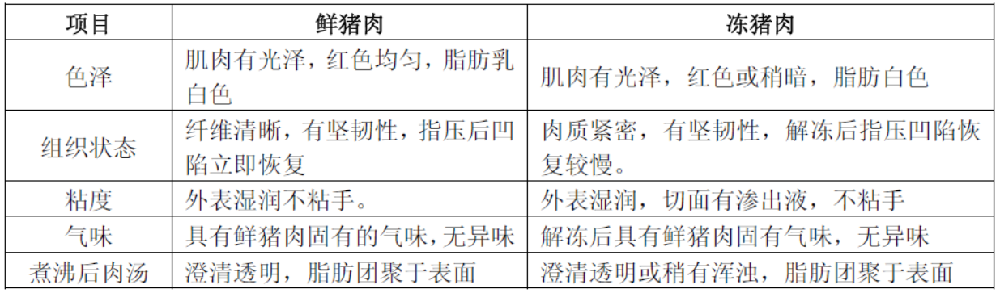 项目 鲜猪肉 冻猪肉
色泽 肌肉有光泽，红色均匀，脂肪乳白色 肌肉有光泽，红色或稍暗，脂肪白色
组织状态 纤维清晰，有坚韧性，指压后凹陷立即恢复 肉质紧密，有坚韧性，解冻后指压凹陷恢复较慢。
粘度 外表湿润不粘手。 外表湿润，切面有渗出液，不粘手
气味 具有鲜猪肉固有的气味，无异味 解冻后具有鲜猪肉固有气味，无异味
煮沸后肉汤 澄清透明，脂肪团聚于表面 澄清透明或稍有浑浊，脂肪团聚于表面